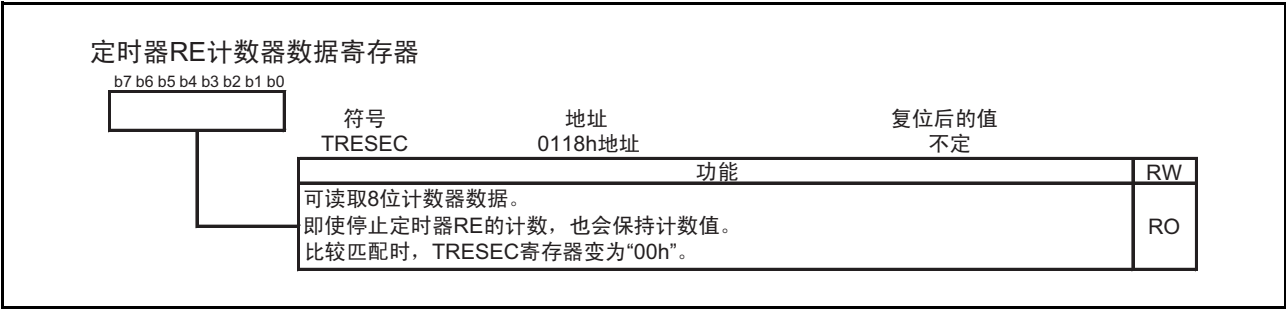 定时器RE计数器数据寄存器
b7 b6 b5 b4 b3 b2 b1 b0
符号 地址 复位后的值
TRESEC 0118h地址 不定
功能 RW
可读取8位计数器数据。
即使停止定时器RE的计数，也会保持计数值。 RO
比较匹配时，TRESEC寄存器变为“00h”。